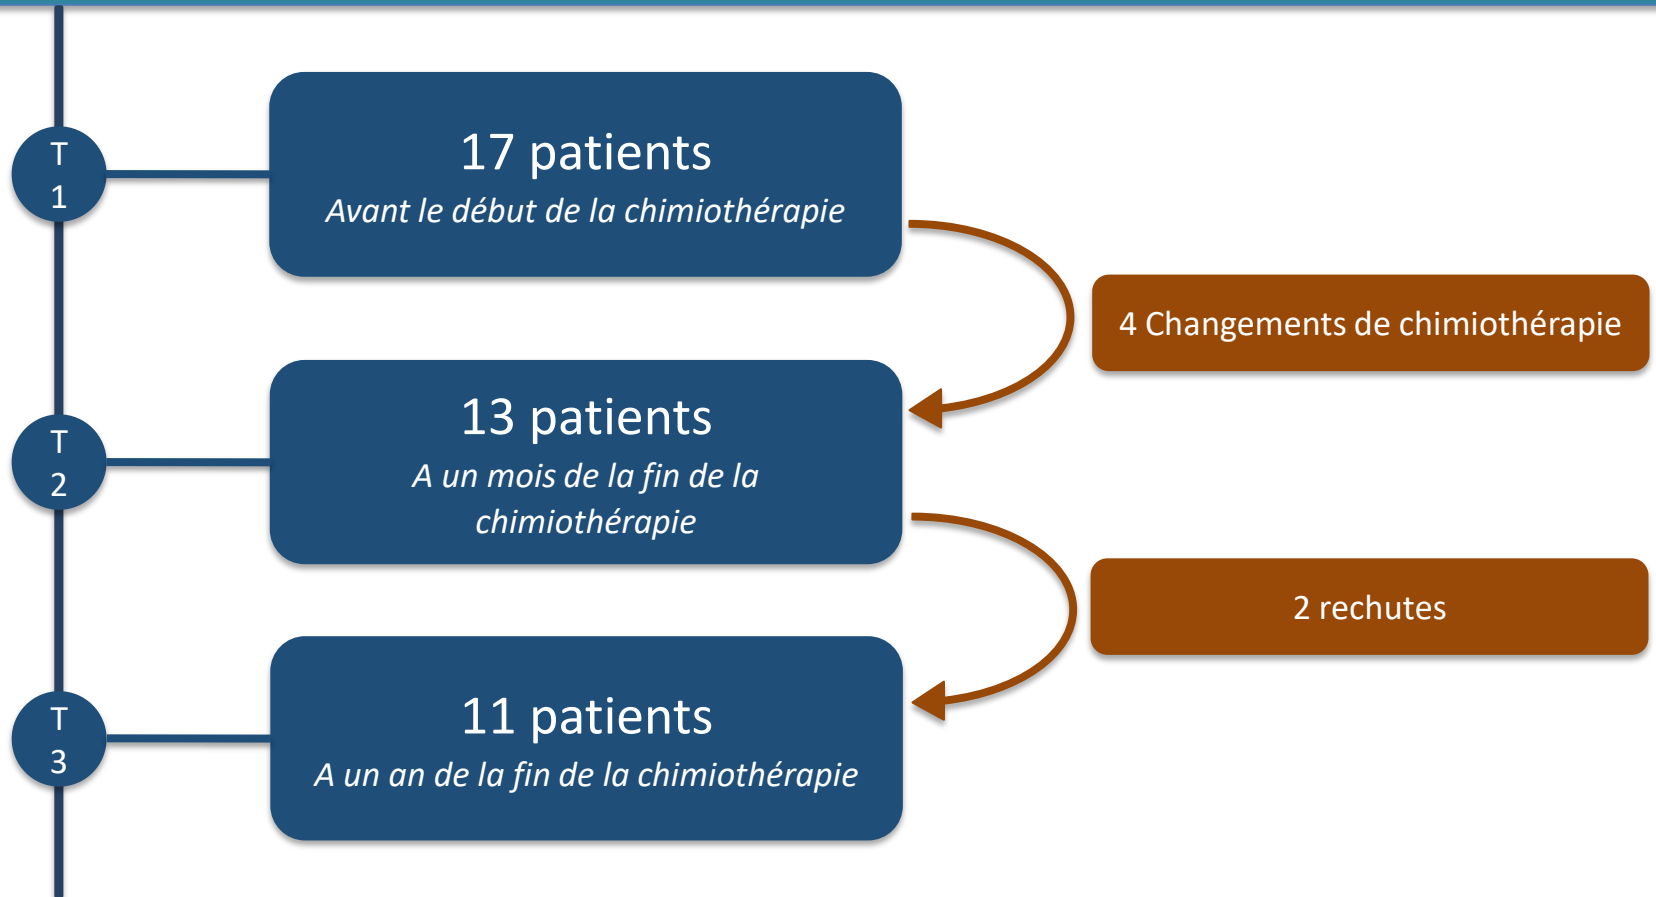 T
1
17 patients
Avant le début de la chimiothérapie
4 Changements de chimiothérapie
T
2
13 patients
A un mois de la fin de la
chimiothérapie
2 rechutes
T
3
11 patients
A un an de la fin de la chimiothérapie